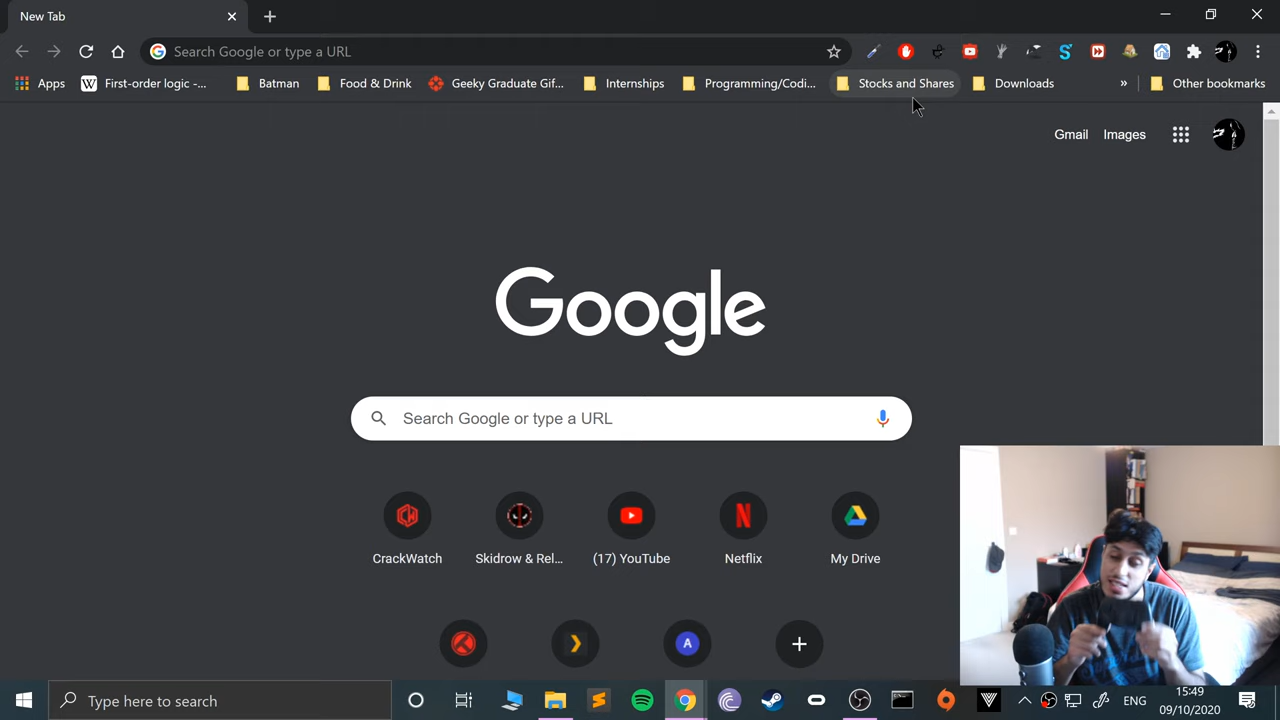 New Tab
Search Google or type a URL
Apps
First-order logic -...
Batman
Food & Drink
Geeky Graduate Gif...
Internships
Programming/Codi...
Stocks and Shares
Downloads
»
Other bookmarks
Gmail
Images
Google
Search Google or type a URL
CrackWatch
Skidrow & Rel...
(17) YouTube
Netflix
My Drive
A
Type here to search
ENG
15:49
09/10/2020